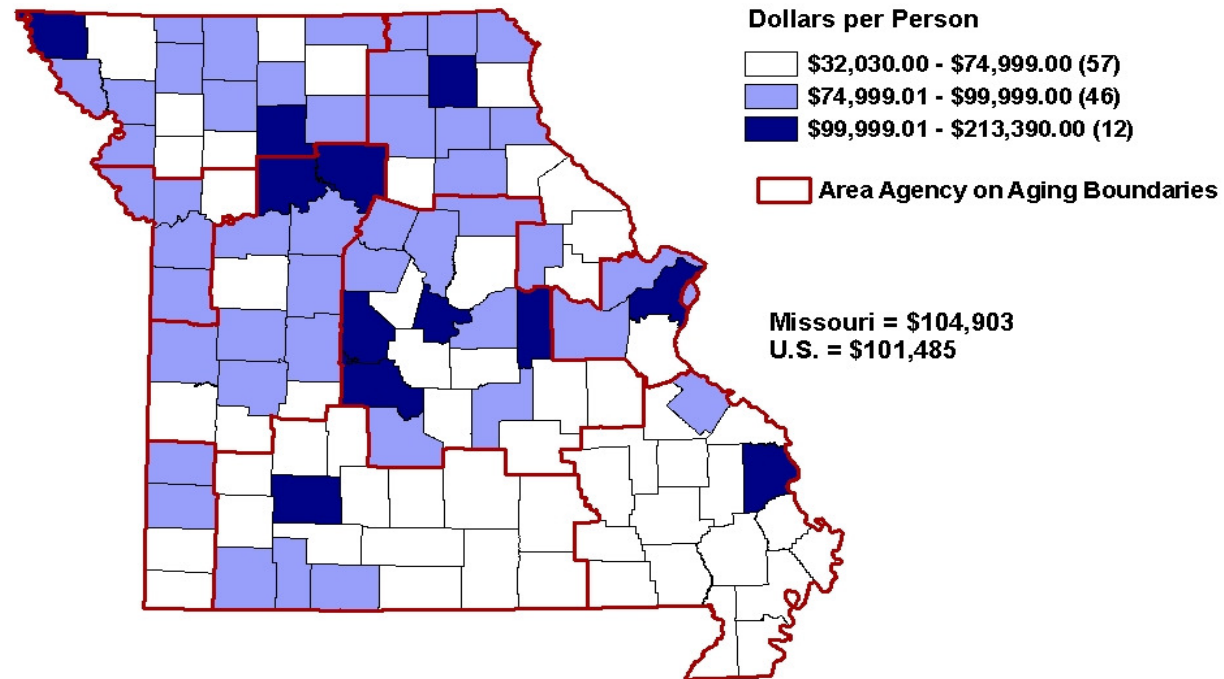 Dollars per Person
$32,030.00 - $74,999.00 (57)
$74,999.01 - $99,999.00 (46)
$99,999.01 - $213,390.00 (12)
Area Agency on Aging Boundaries
Missouri = $104,903
U.S. = $101,485